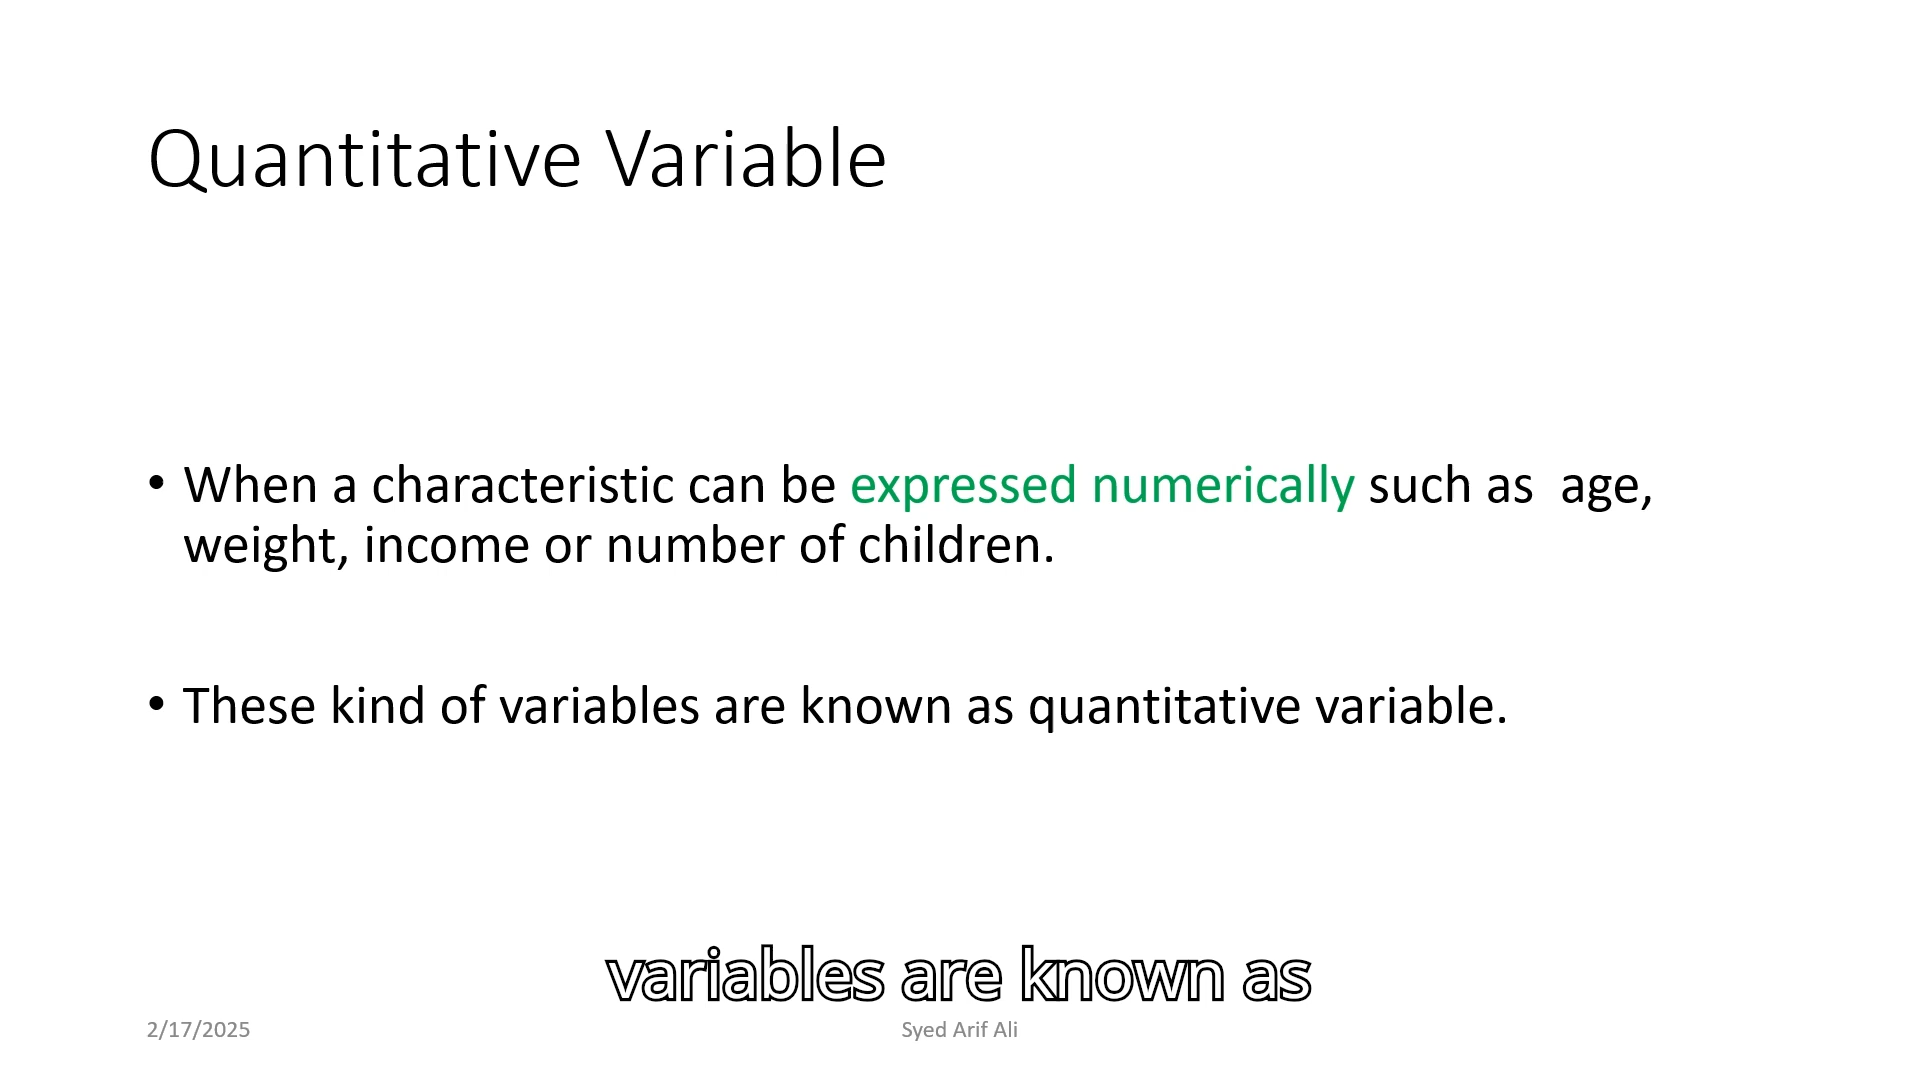 Quantitative Variable
• When a characteristic can be expressed numerically such as  age,
weight, income or number of children.
• These kind of variables are known as quantitative variable.
variables are known as
2/17/2025
Syed Arif Ali